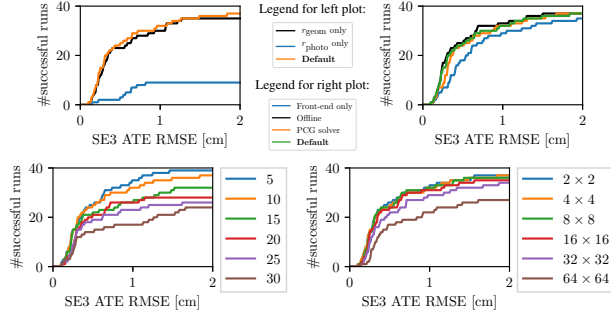 40
20
0
#successful runs
0
1
2
SE3 ATE RMSE [cm]
Legend for left plot:
r_geom only
r_photo only
Default
Legend for right plot:
Front-end only
Offline
PCG solver
Default
40
20
0
#successful runs
0
1
2
SE3 ATE RMSE [cm]
40
20
0
#successful runs
0
1
2
SE3 ATE RMSE [cm]
5
10
15
20
25
30
40
20
0
#successful runs
0
1
2
SE3 ATE RMSE [cm]
2 × 2
4 × 4
8 × 8
16 × 16
32 × 32
64 × 64